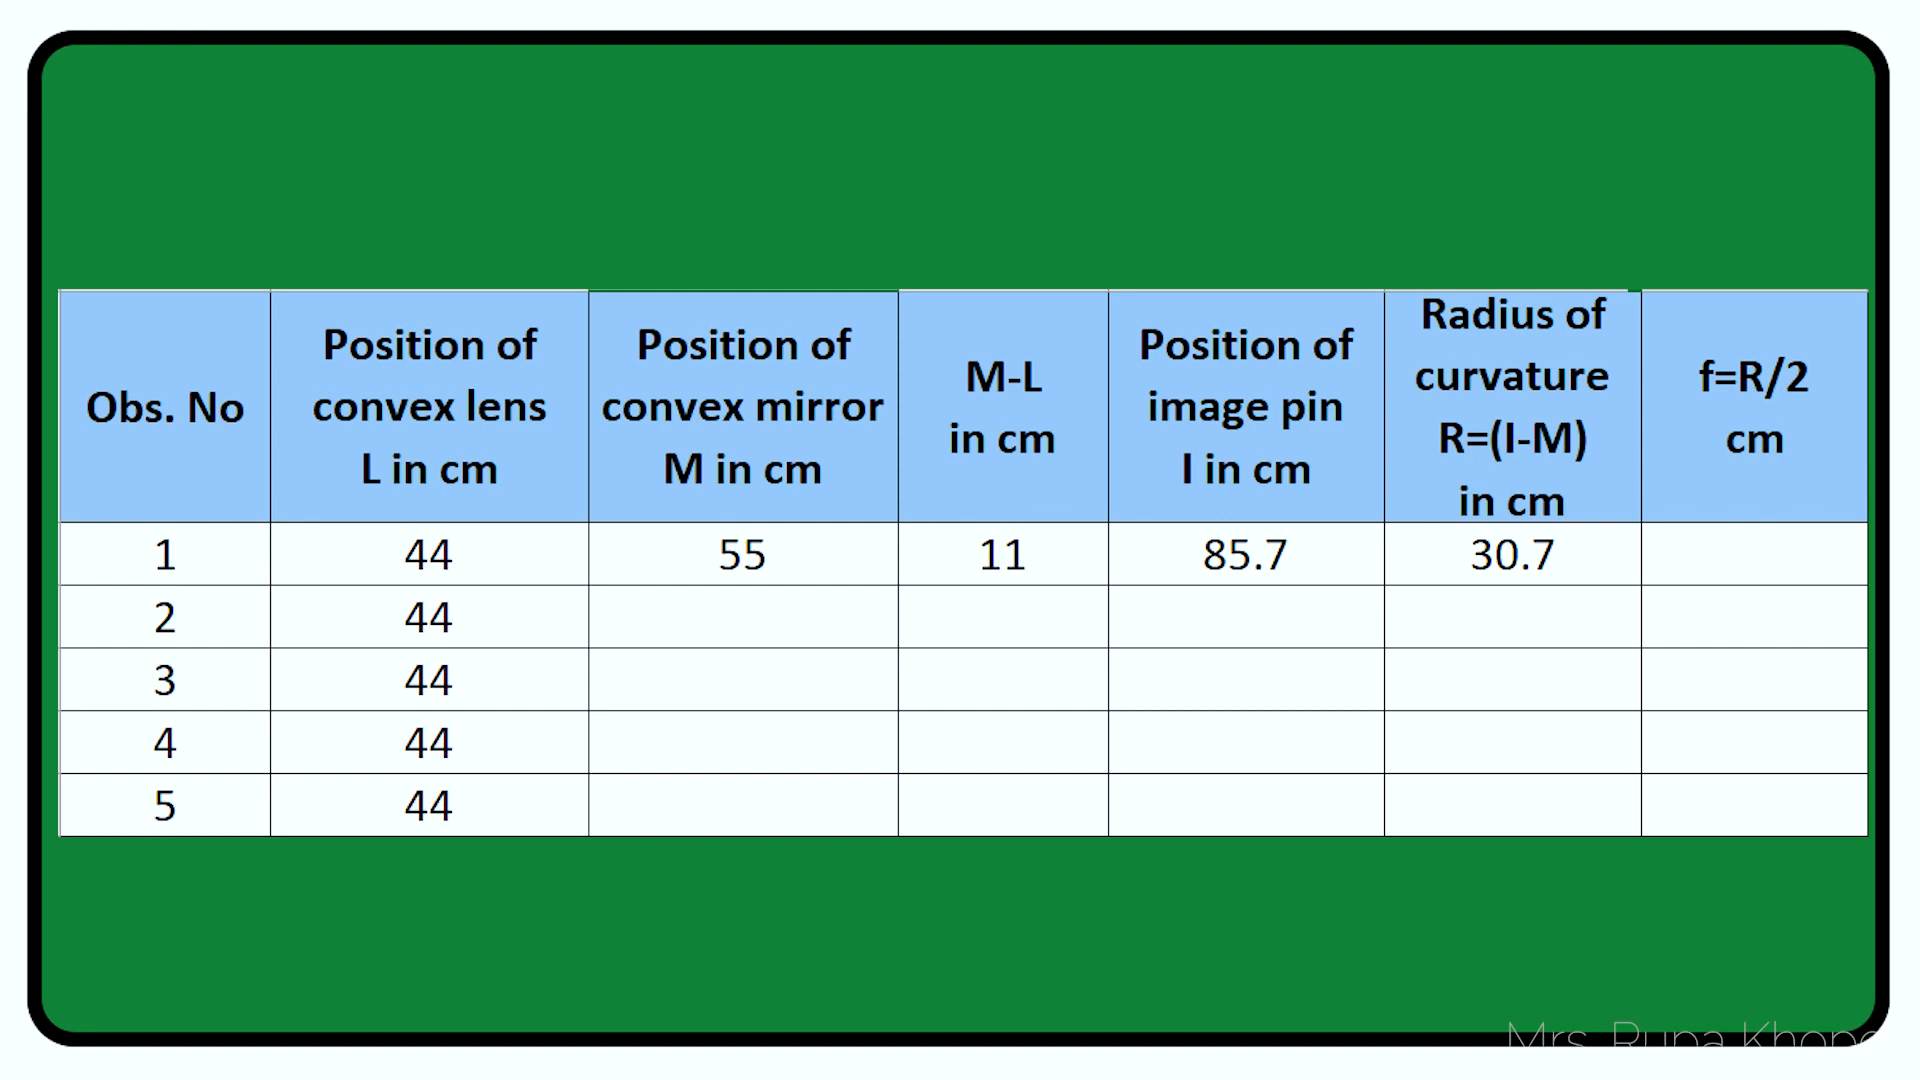 Obs. No
Position of
convex lens
L in cm
Position of
convex mirror
M in cm
M-L
in cm
Position of
image pin
I in cm
Radius of
curvature
R=(I-M)
in cm
f=R/2
cm
1 44 55 11 85.7 30.7
2 44
3 44
4 44
5 44
Mrs. Rupa